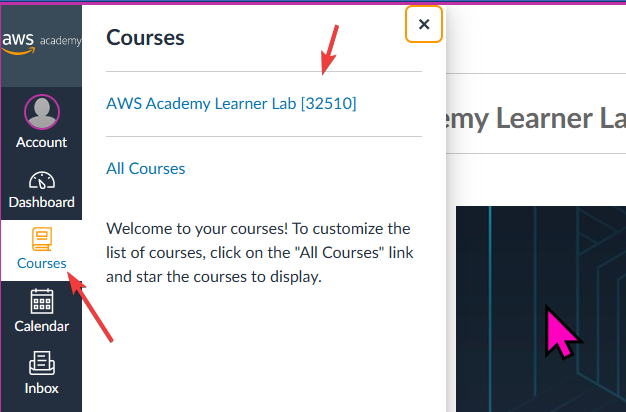 aws academy
Account
Dashboard
Courses
Calendar
Inbox
Courses
AWS Academy Learner Lab [32510]
All Courses
Welcome to your courses! To customize the
list of courses, click on the "All Courses" link
and star the courses to display.
emy Learner La